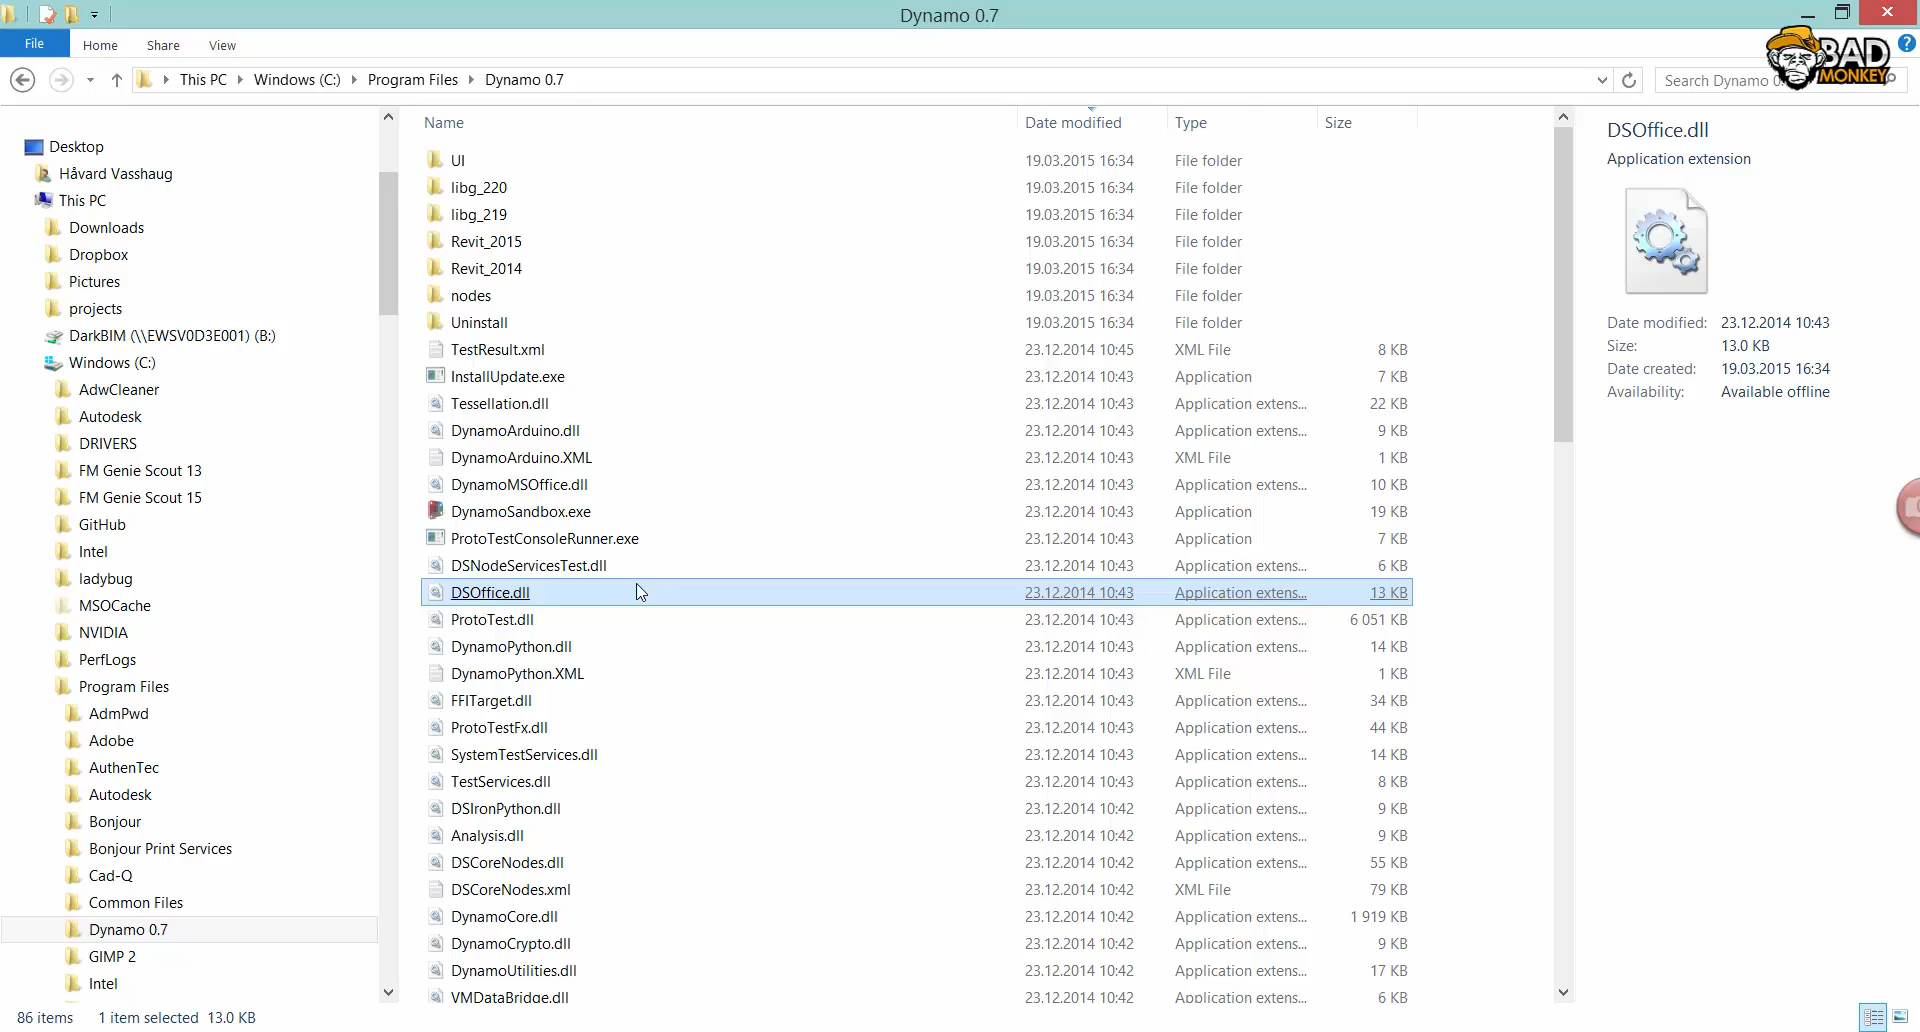 Dynamo 0.7
File Home Share View
BAD MONKEY
This PC Windows (C:) Program Files Dynamo 0.7
Search Dynamo 0
Desktop
Håvard Vasshaug
This PC
Downloads
Dropbox
Pictures
projects
DarkBIM (\\EWSV0D3E001) (B:)
Windows (C:)
AdwCleaner
Autodesk
DRIVERS
FM Genie Scout 13
FM Genie Scout 15
GitHub
Intel
ladybug
MSOCache
NVIDIA
PerfLogs
Program Files
AdmPwd
Adobe
AuthenTec
Autodesk
Bonjour
Bonjour Print Services
Cad-Q
Common Files
Dynamo 0.7
GIMP 2
Intel
Name Date modified Type Size
UI 19.03.2015 16:34 File folder
libg_220 19.03.2015 16:34 File folder
libg_219 19.03.2015 16:34 File folder
Revit_2015 19.03.2015 16:34 File folder
Revit_2014 19.03.2015 16:34 File folder
nodes 19.03.2015 16:34 File folder
Uninstall 19.03.2015 16:34 File folder
TestResult.xml 23.12.2014 10:45 XML File 8 KB
InstallUpdate.exe 23.12.2014 10:43 Application 7 KB
Tessellation.dll 23.12.2014 10:43 Application extens... 22 KB
DynamoArduino.dll 23.12.2014 10:43 Application extens... 9 KB
DynamoArduino.XML 23.12.2014 10:43 XML File 1 KB
DynamoMSOffice.dll 23.12.2014 10:43 Application extens... 10 KB
DynamoSandbox.exe 23.12.2014 10:43 Application 19 KB
ProtoTestConsoleRunner.exe 23.12.2014 10:43 Application 7 KB
DSNodeServicesTest.dll 23.12.2014 10:43 Application extens... 6 KB
DSOffice.dll 23.12.2014 10:43 Application extens... 13 KB
ProtoTest.dll 23.12.2014 10:43 Application extens... 6 051 KB
DynamoPython.dll 23.12.2014 10:43 Application extens... 14 KB
DynamoPython.XML 23.12.2014 10:43 XML File 1 KB
FFITarget.dll 23.12.2014 10:43 Application extens... 34 KB
ProtoTestFx.dll 23.12.2014 10:43 Application extens... 44 KB
SystemTestServices.dll 23.12.2014 10:43 Application extens... 14 KB
TestServices.dll 23.12.2014 10:43 Application extens... 8 KB
DSIronPython.dll 23.12.2014 10:42 Application extens... 9 KB
Analysis.dll 23.12.2014 10:42 Application extens... 9 KB
DSCoreNodes.dll 23.12.2014 10:42 Application extens... 55 KB
DSCoreNodes.xml 23.12.2014 10:42 XML File 79 KB
DynamoCore.dll 23.12.2014 10:42 Application extens... 1 919 KB
DynamoCrypto.dll 23.12.2014 10:42 Application extens... 9 KB
DynamoUtilities.dll 23.12.2014 10:42 Application extens... 17 KB
VMDataBridge.dll 23.12.2014 10:42 Application extens... 6 KB
DSOffice.dll
Application extension
Date modified: 23.12.2014 10:43
Size: 13.0 KB
Date created: 19.03.2015 16:34
Availability: Available offline
86 items 1 item selected 13.0 KB